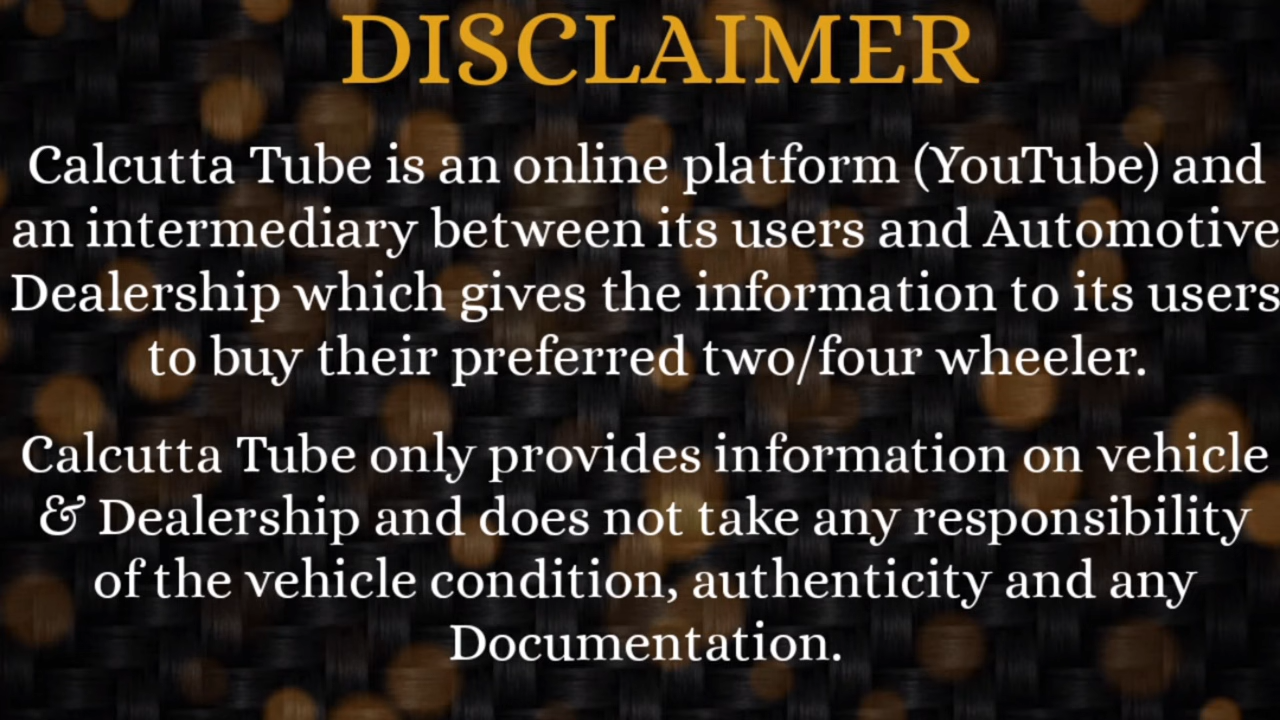 DISCLAIMER
Calcutta Tube is an online platform (YouTube) and
an intermediary between its users and Automotive
Dealership which gives the information to its users
to buy their preferred two/four wheeler.
Calcutta Tube only provides information on vehicle
& Dealership and does not take any responsibility
of the vehicle condition, authenticity and any
Documentation.